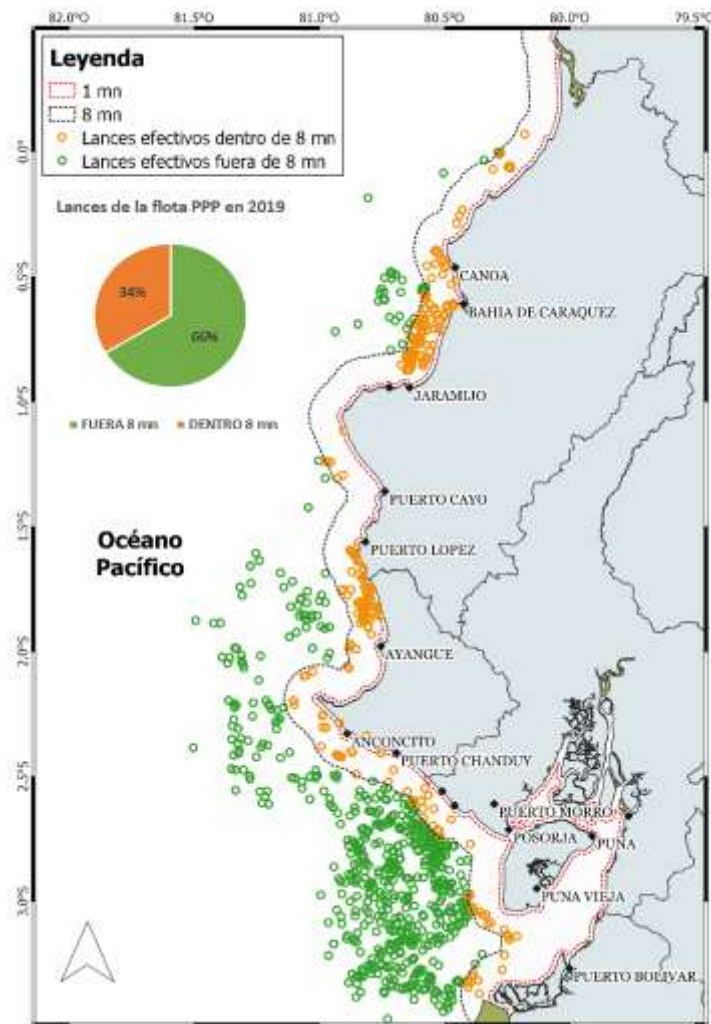 82.0°O 81.5°O 81.0°O 80.5°O 80.0°O 79.5°O
Leyenda
1 mn
8 mn
Lances efectivos dentro de 8 mn
Lances efectivos fuera de 8 mn
Lances de la flota PPP en 2019
34%
66%
FUERA 8 mn DENTRO 8 mn
0.0°
0.5°S
1.0°S
1.5°S
2.0°S
2.5°S
3.0°S
Océano
Pacífico
CANOA
BAHIA DE CARAQUEZ
JARAMIJO
PUERTO CAYO
PUERTO LOPEZ
AYANGUE
ANCONCITO
PUERTO CHANDUY
PUERTO MORRO
POSORJA
PUNA
PUNA VIEJA
PUERTO BOLIVAR